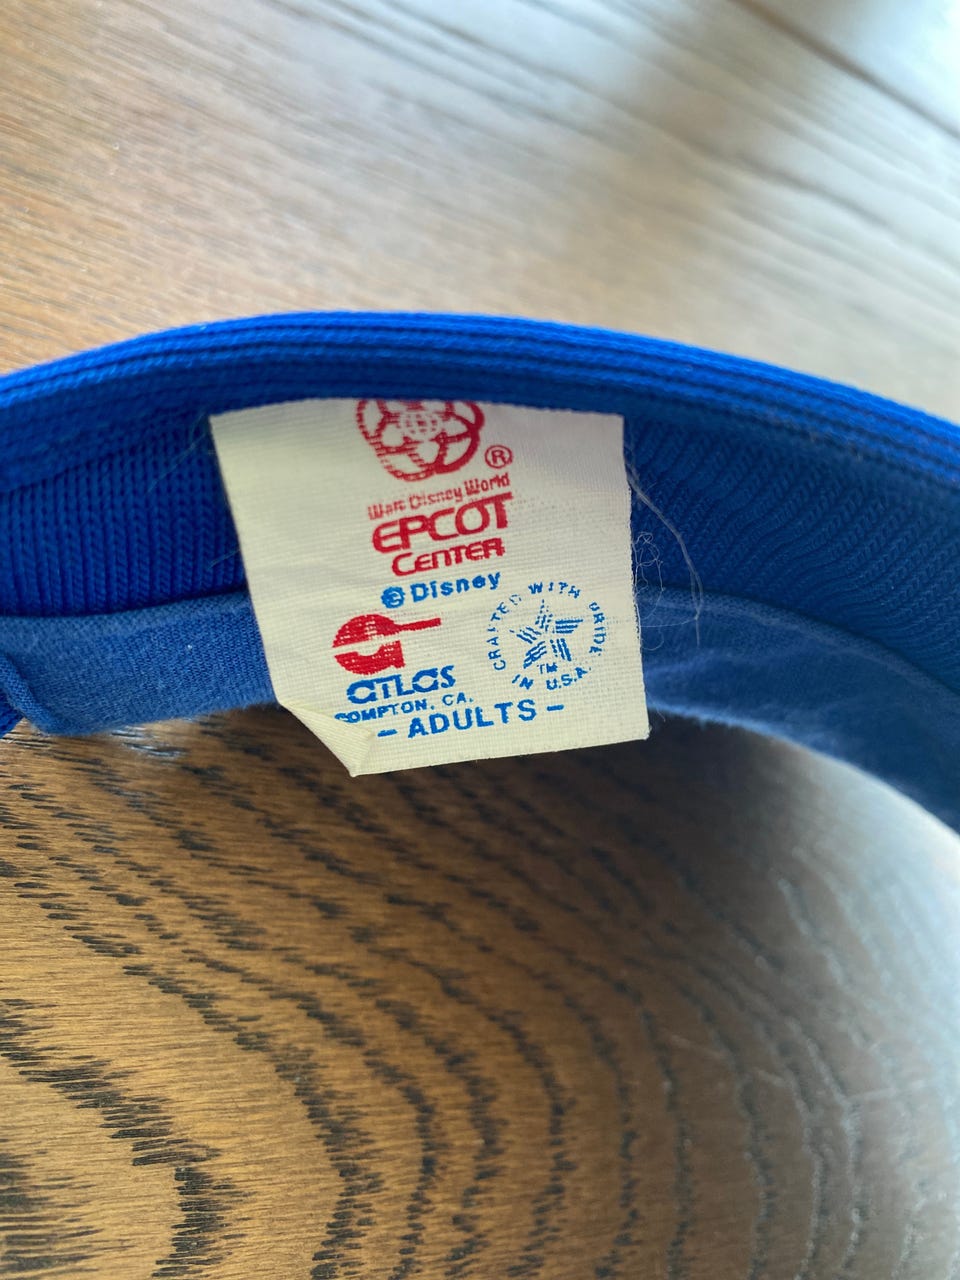 ®
Walt Disney World
EPCOT
CENTER
© Disney
ATLAS
COMPTON, CA.
- ADULTS -
CRAFTED WITH PRIDE
IN U.S.A.
TM